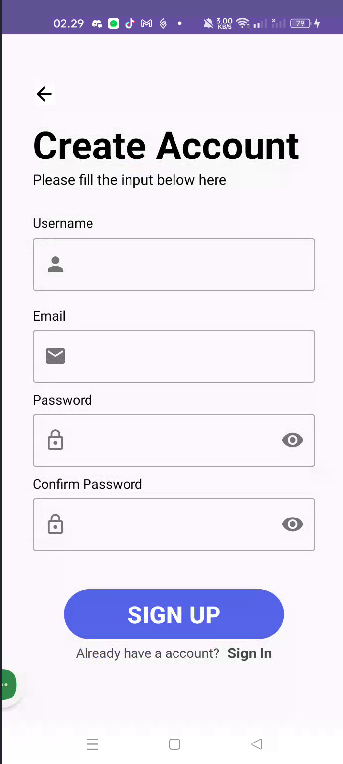 02.29 3.00 KB/S 79
Create Account
Please fill the input below here
Username
Email
Password
Confirm Password
SIGN UP
Already have a account? Sign In